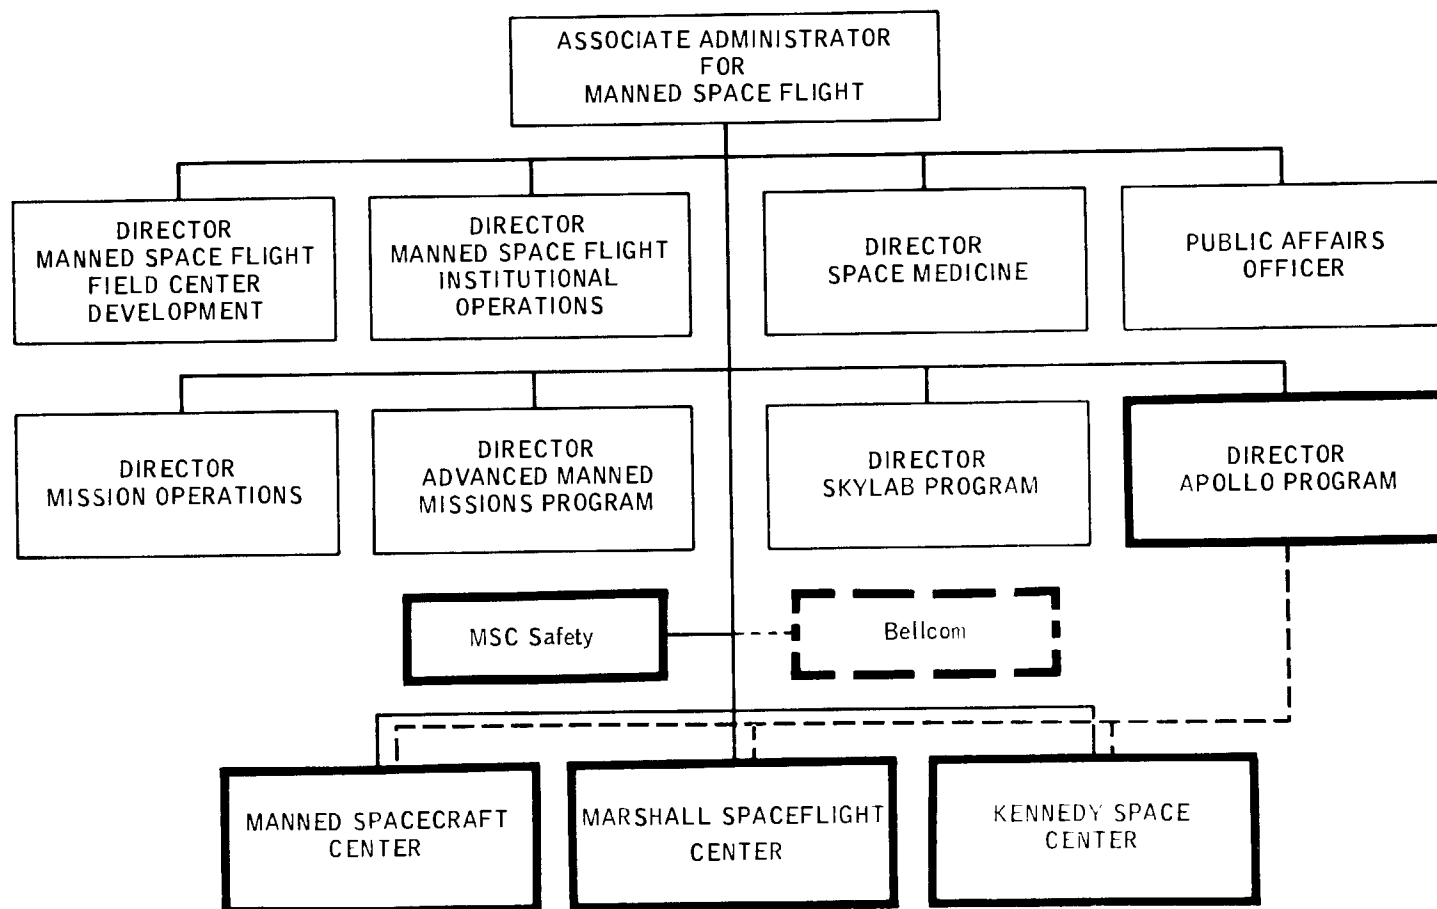 ASSOCIATE ADMINISTRATOR
FOR
MANNED SPACE FLIGHT
DIRECTOR
MANNED SPACE FLIGHT
FIELD CENTER
DEVELOPMENT
DIRECTOR
MANNED SPACE FLIGHT
INSTITUTIONAL
OPERATIONS
DIRECTOR
SPACE MEDICINE
PUBLIC AFFAIRS
OFFICER
DIRECTOR
MISSION OPERATIONS
DIRECTOR
ADVANCED MANNED
MISSIONS PROGRAM
DIRECTOR
SKYLAB PROGRAM
DIRECTOR
APOLLO PROGRAM
MSC Safety
Bellcom
MANNED SPACECRAFT
CENTER
MARSHALL SPACEFLIGHT
CENTER
KENNEDY SPACE
CENTER